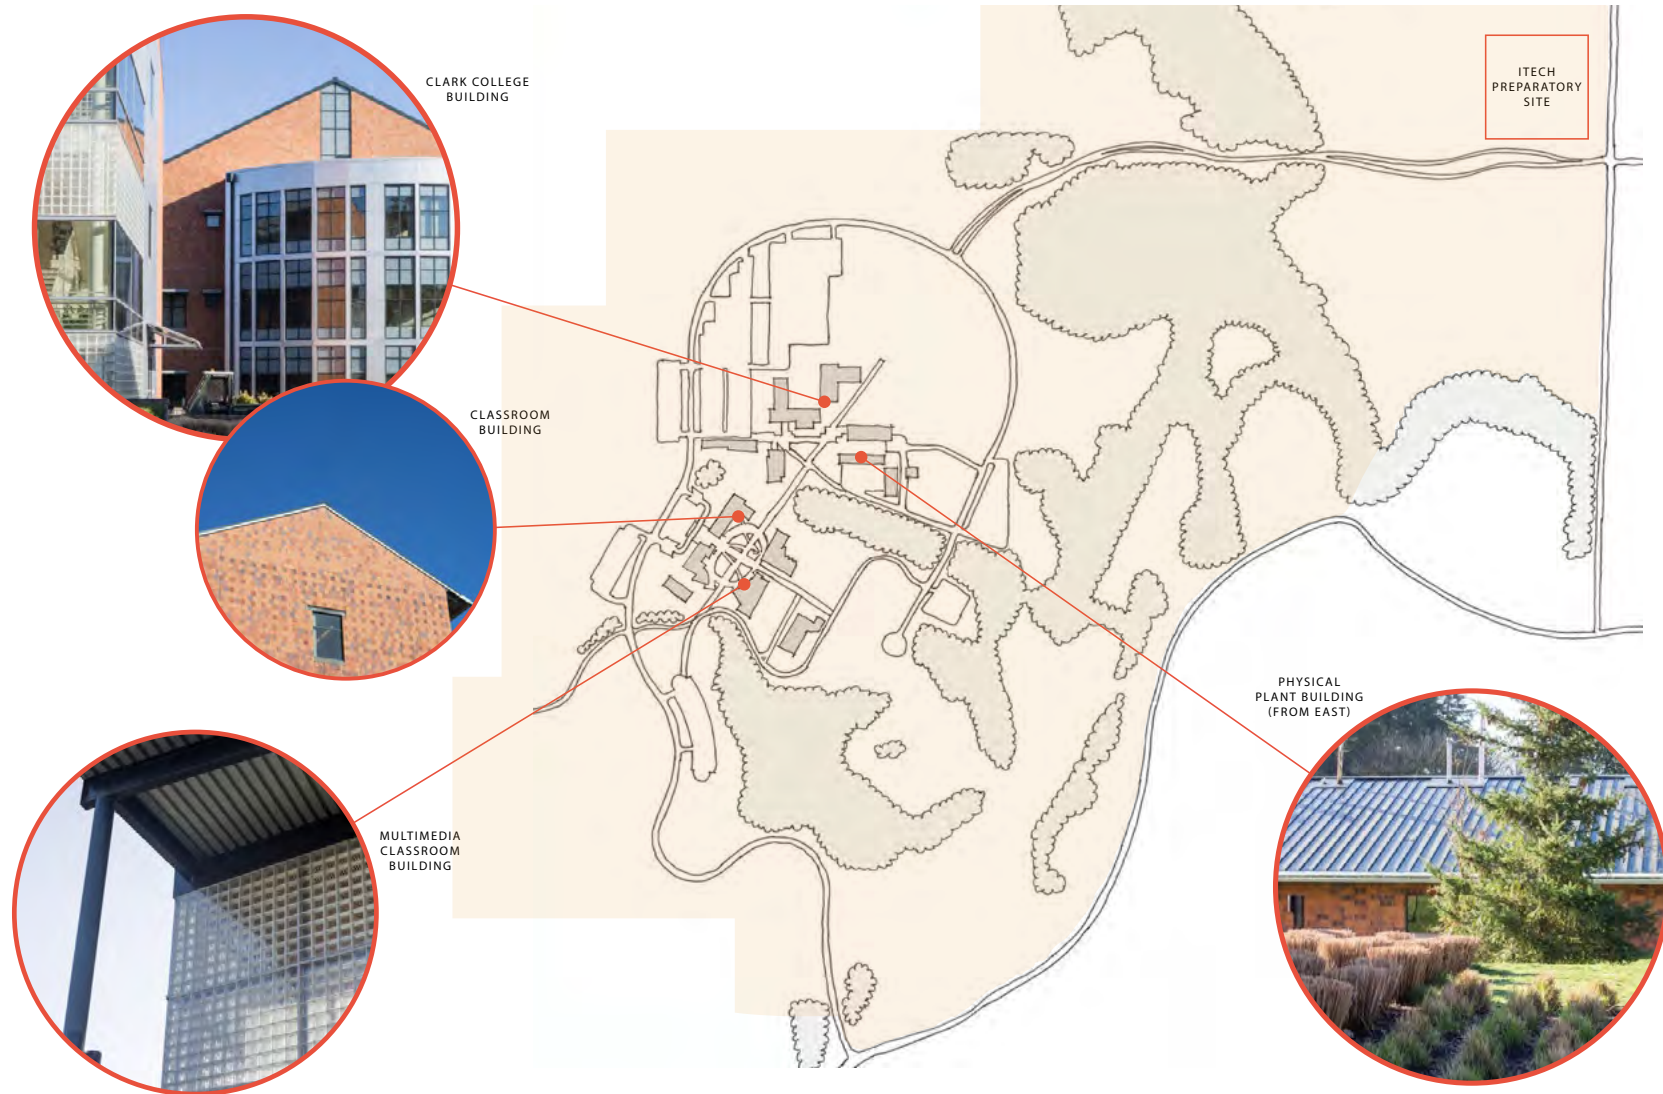 CLARK COLLEGE
BUILDING
ITECH
PREPARATORY
SITE
CLASSROOM
BUILDING
PHYSICAL
PLANT BUILDING
(FROM EAST)
MULTIMEDIA
CLASSROOM
BUILDING